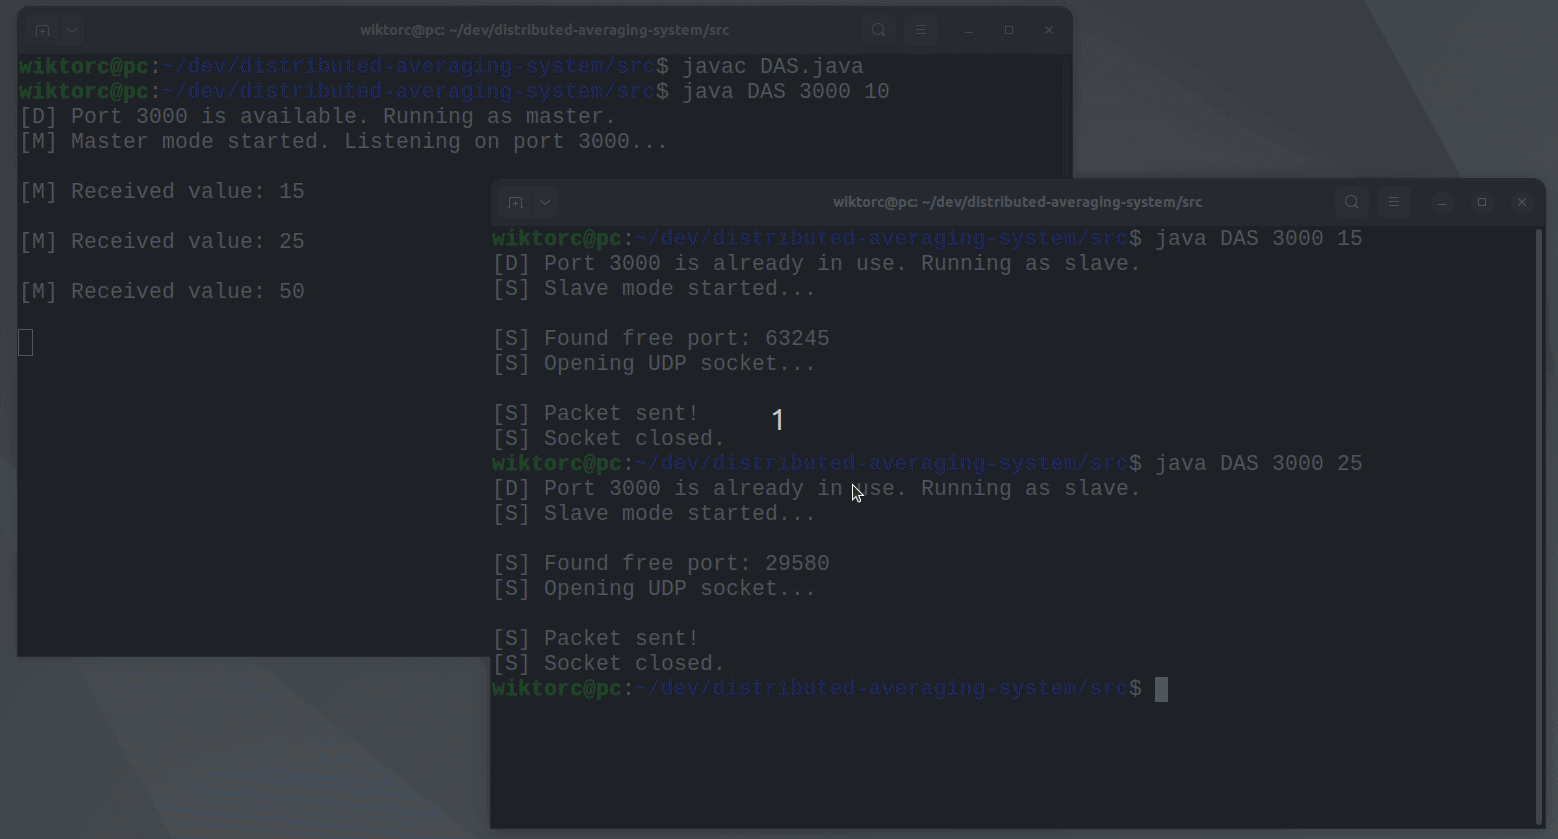 wiktorc@pc: ~/dev/distributed-averaging-system/src
wiktorc@pc:~/dev/distributed-averaging-system/src$ javac DAS.java
wiktorc@pc:~/dev/distributed-averaging-system/src$ java DAS 3000 10
[D] Port 3000 is available. Running as master.
[M] Master mode started. Listening on port 3000...
[M] Received value: 15
[M] Received value: 25
[M] Received value: 50
wiktorc@pc: ~/dev/distributed-averaging-system/src
wiktorc@pc:~/dev/distributed-averaging-system/src$ java DAS 3000 15
[D] Port 3000 is already in use. Running as slave.
[S] Slave mode started...
[S] Found free port: 63245
[S] Opening UDP socket...
[S] Packet sent!
1
[S] Socket closed.
wiktorc@pc:~/dev/distributed-averaging-system/src$ java DAS 3000 25
[D] Port 3000 is already in use. Running as slave.
[S] Slave mode started...
[S] Found free port: 29580
[S] Opening UDP socket...
[S] Packet sent!
[S] Socket closed.
wiktorc@pc:~/dev/distributed-averaging-system/src$